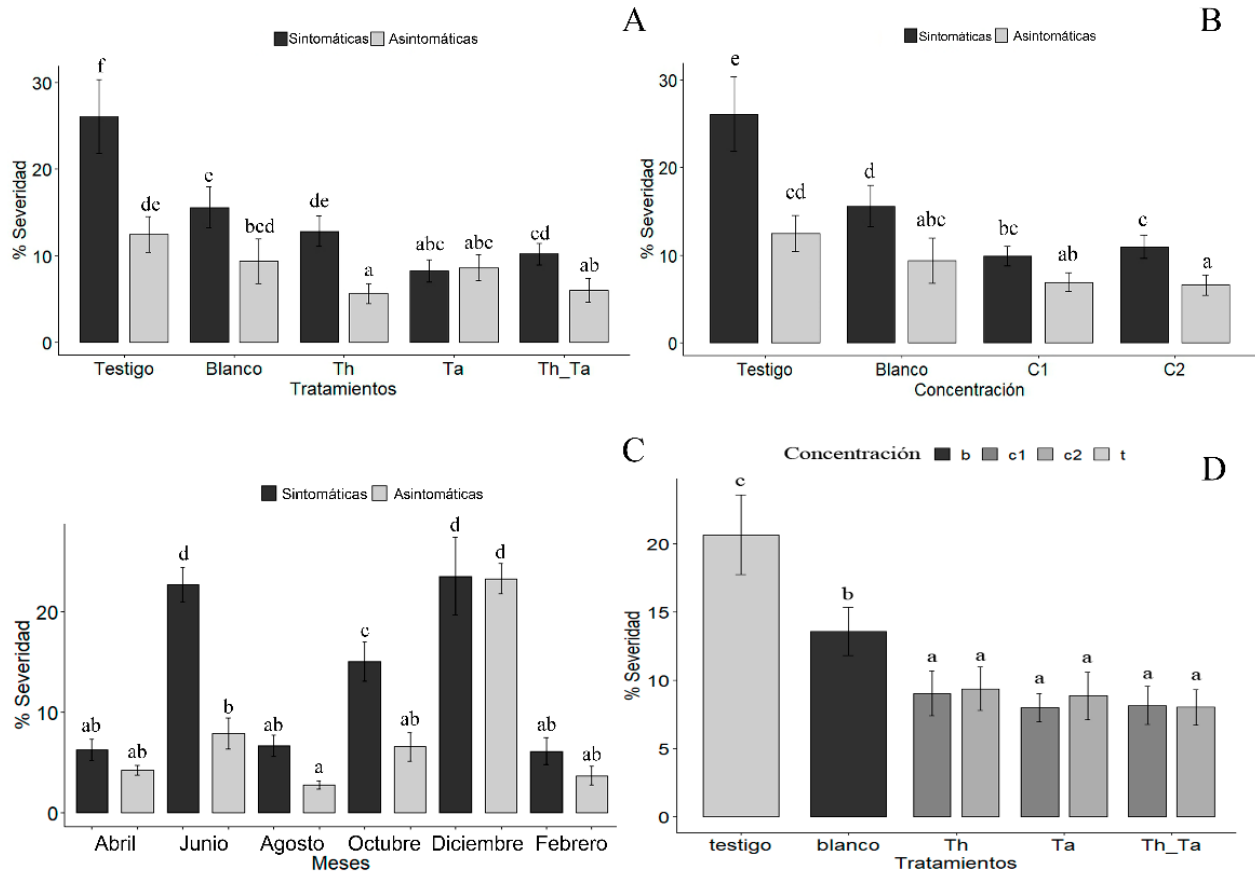 A
Sintomáticas Asintomáticas
% Severidad
30
20
10
0
f
de
c
bcd
de
a
abc
abc
cd
ab
Testigo Blanco Th Ta Th_Ta
Tratamientos
B
Sintomáticas Asintomáticas
% Severidad
30
20
10
0
e
cd
d
abc
bc
ab
c
a
Testigo Blanco C1 C2
Concentración
C
Sintomáticas Asintomáticas
% Severidad
20
10
0
ab
ab
d
b
ab
a
c
ab
d
d
ab
ab
Abril Junio Agosto Octubre Diciembre Febrero
Meses
D
Concentración b c1 c2 t
% Severidad
20
15
10
5
0
c
b
a
a
a
a
a
a
testigo blanco Th Ta Th_Ta
Tratamientos